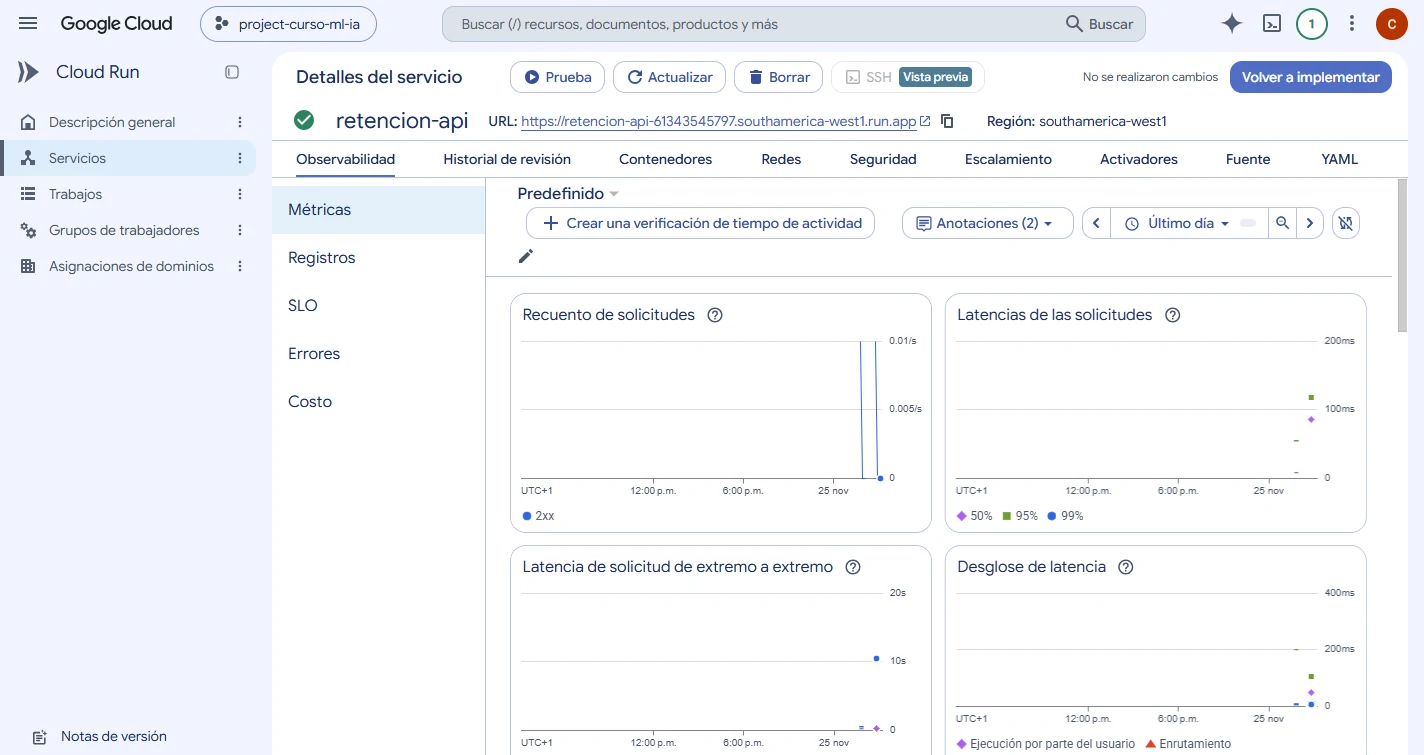 Google Cloud
project-curso-ml-ia
Buscar (/) recursos, documentos, productos y más
Buscar
1
C
Cloud Run
Descripción general
Servicios
Trabajos
Grupos de trabajadores
Asignaciones de dominios
Notas de versión
Detalles del servicio
Prueba
Actualizar
Borrar
SSH Vista previa
No se realizaron cambios
Volver a implementar
retencion-api
URL: https://retencion-api-61343545797.southamerica-west1.run.app
Región: southamerica-west1
Observabilidad
Historial de revisión
Contenedores
Redes
Seguridad
Escalamiento
Activadores
Fuente
YAML
Métricas
Registros
SLO
Errores
Costo
Predefinido
Crear una verificación de tiempo de actividad
Anotaciones (2)
Último día
Recuento de solicitudes
0.01/s
0.005/s
0
UTC+1 12:00 p.m. 6:00 p.m. 25 nov
2xx
Latencias de las solicitudes
200ms
100ms
0
UTC+1 12:00 p.m. 6:00 p.m. 25 nov
50% 95% 99%
Latencia de solicitud de extremo a extremo
20s
10s
0
UTC+1 12:00 p.m. 6:00 p.m. 25 nov
Desglose de latencia
400ms
200ms
0
UTC+1 12:00 p.m. 6:00 p.m. 25 nov
Ejecución por parte del usuario Enrutamiento